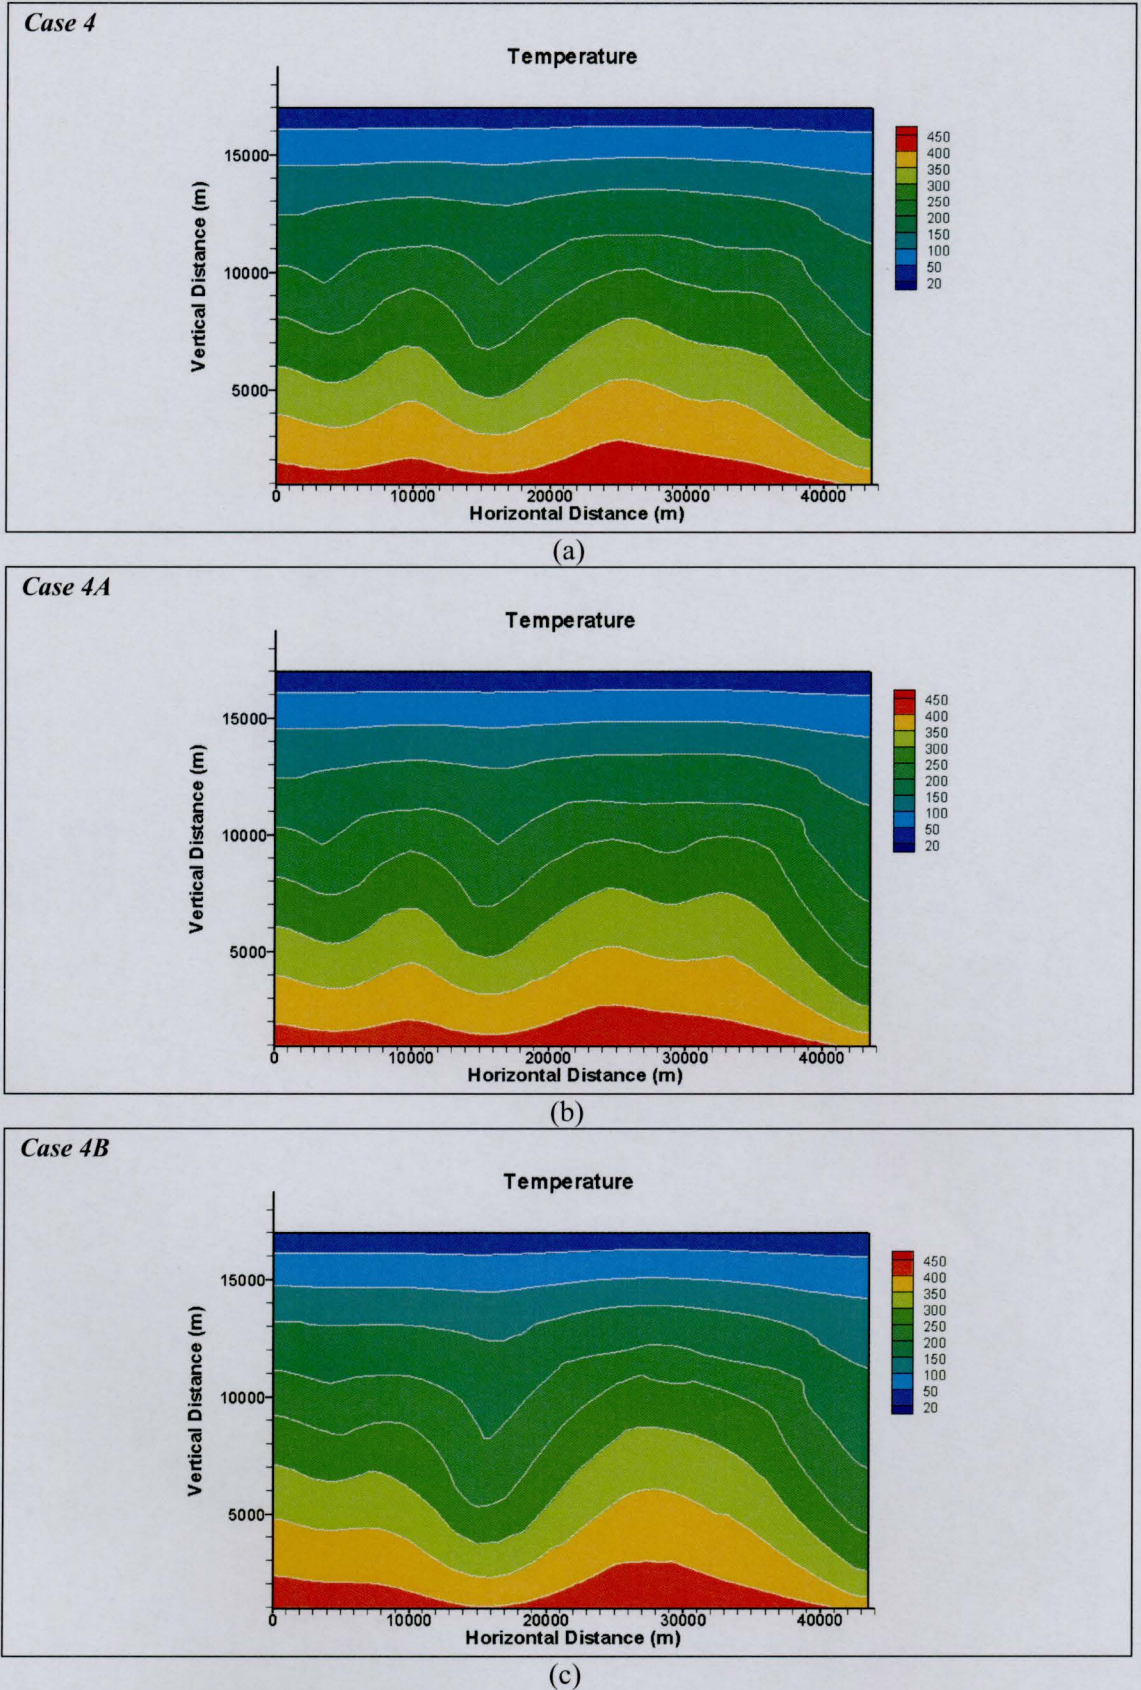 Case 4
Temperature
Vertical Distance (m)
15000
10000
5000
0 10000 20000 30000 40000
Horizontal Distance (m)
450
400
350
300
250
200
150
100
50
20
(a)
Case 4A
Temperature
Vertical Distance (m)
15000
10000
5000
0 10000 20000 30000 40000
Horizontal Distance (m)
450
400
350
300
250
200
150
100
50
20
(b)
Case 4B
Temperature
Vertical Distance (m)
15000
10000
5000
0 10000 20000 30000 40000
Horizontal Distance (m)
450
400
350
300
250
200
150
100
50
20
(c)